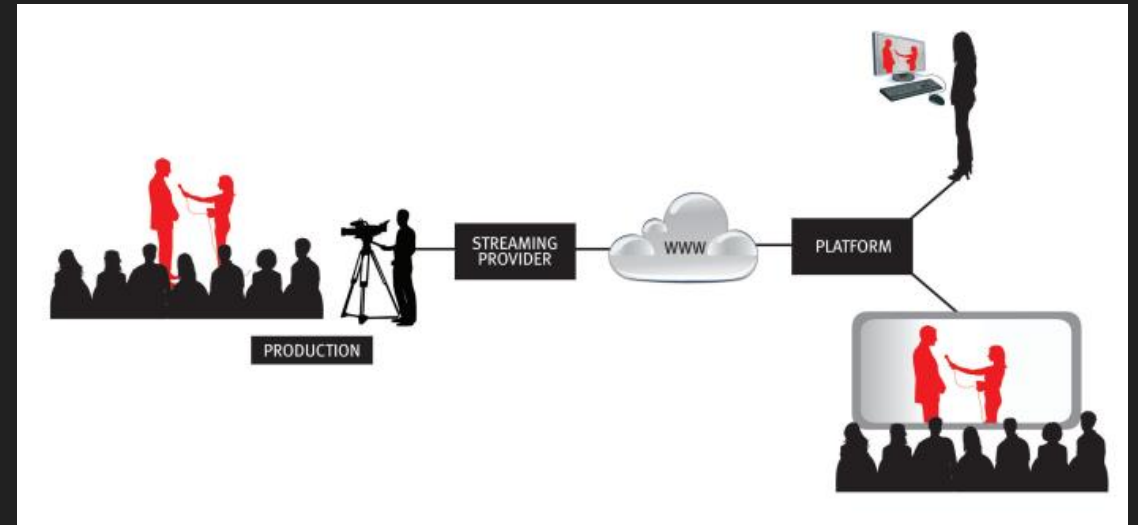 PRODUCTION
STREAMING
PROVIDER
WWW
PLATFORM